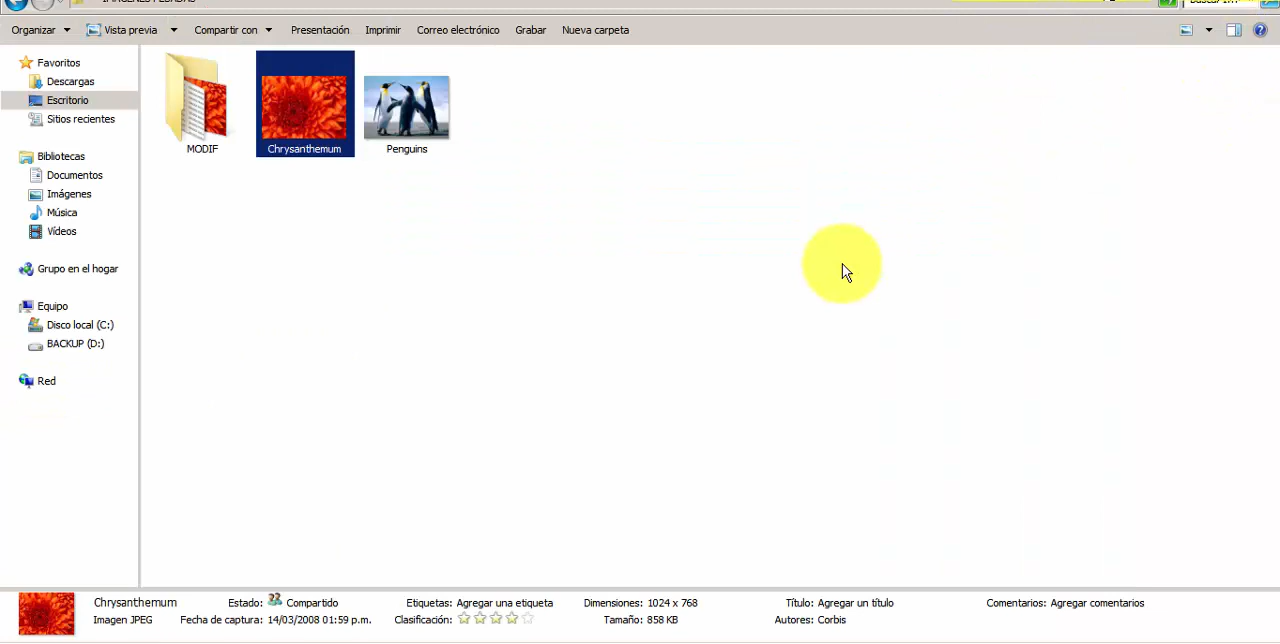 Organizar Vista previa Compartir con Presentación Imprimir Correo electrónico Grabar Nueva carpeta
Favoritos
Descargas
Escritorio
Sitios recientes
Bibliotecas
Documentos
Imágenes
Música
Vídeos
Grupo en el hogar
Equipo
Disco local (C:)
BACKUP (D:)
Red
MODIF
Chrysanthemum
Penguins
Chrysanthemum Estado: Compartido Etiquetas: Agregar una etiqueta Dimensiones: 1024 x 768 Título: Agregar un título Comentarios: Agregar comentarios
Imagen JPEG Fecha de captura: 14/03/2008 01:59 p.m. Clasificación: Tamaño: 858 KB Autores: Corbis